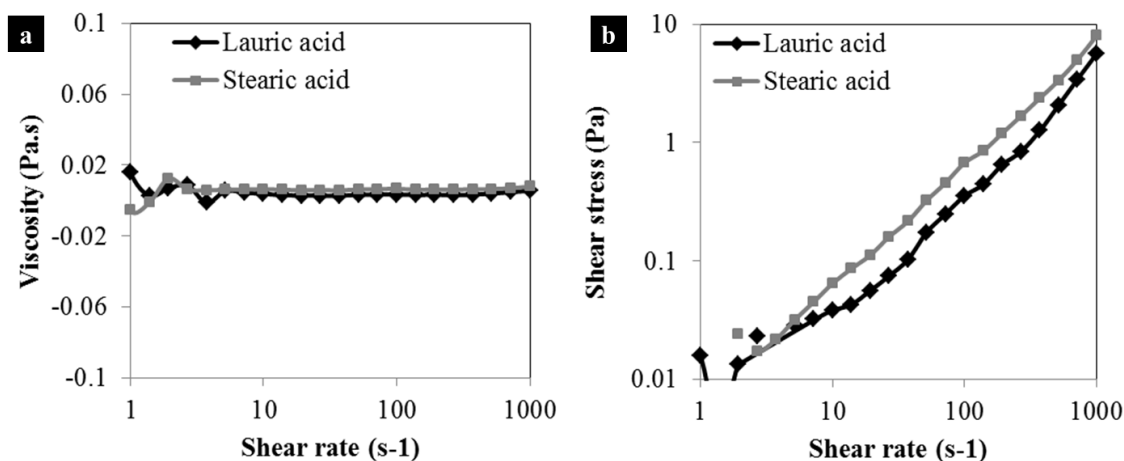 a
Viscosity (Pa.s)
0.1
0.06
0.02
-0.02
-0.06
-0.1
Lauric acid
Stearic acid
1 10 100 1000
Shear rate (s-1)
b
Shear stress (Pa)
10
1
0.1
0.01
Lauric acid
Stearic acid
1 10 100 1000
Shear rate (s-1)